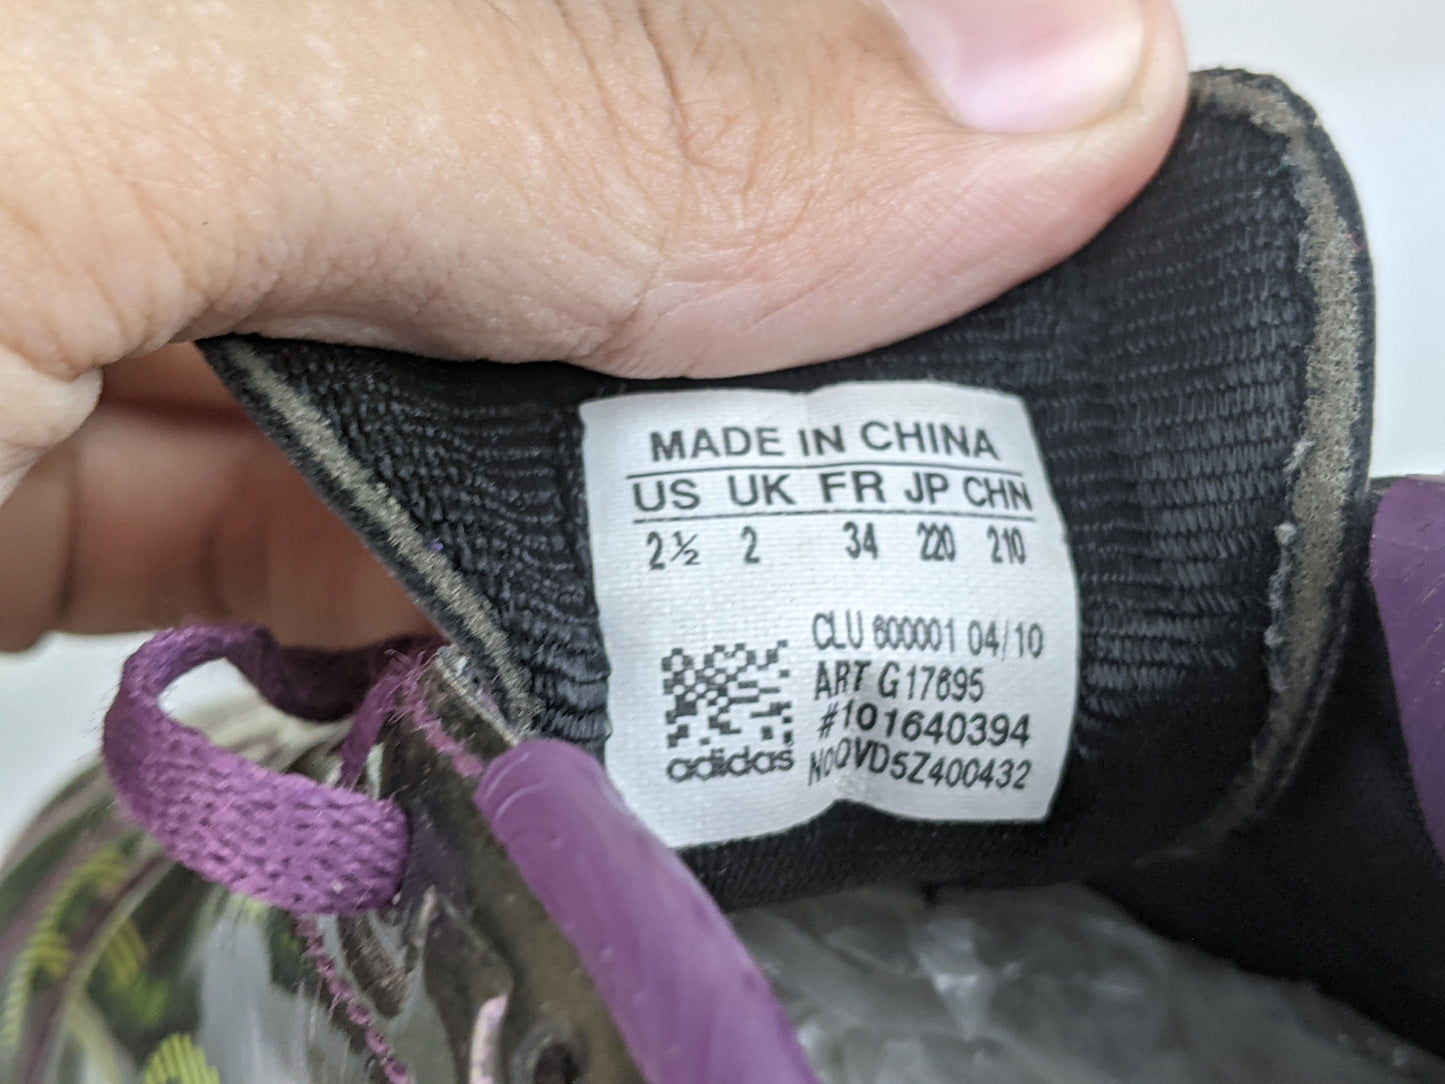 MADE IN CHINA
US UK FR JP CHN
2½ 2 34 220 210
CLU 600001 04/10
ART G17695
#101640394
adidas N00VD5Z400432